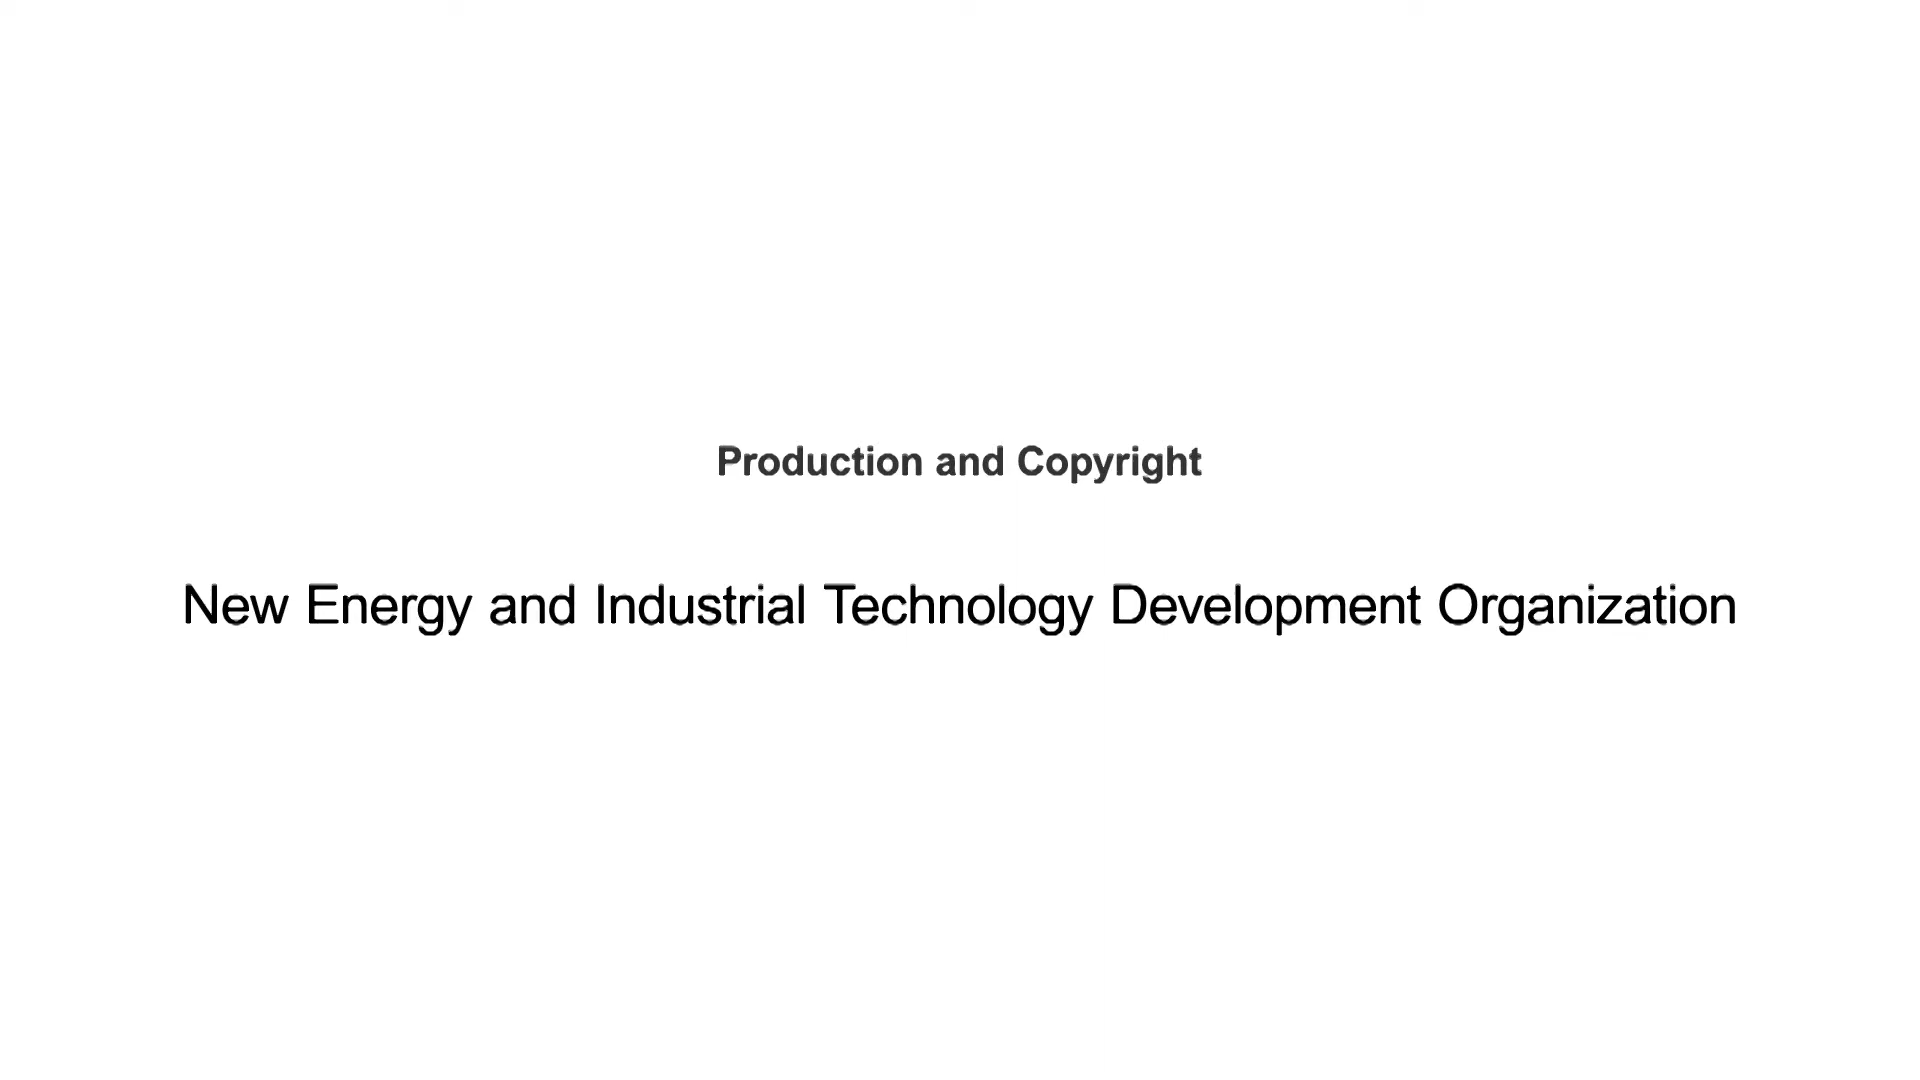 Production and Copyright
New Energy and Industrial Technology Development Organization